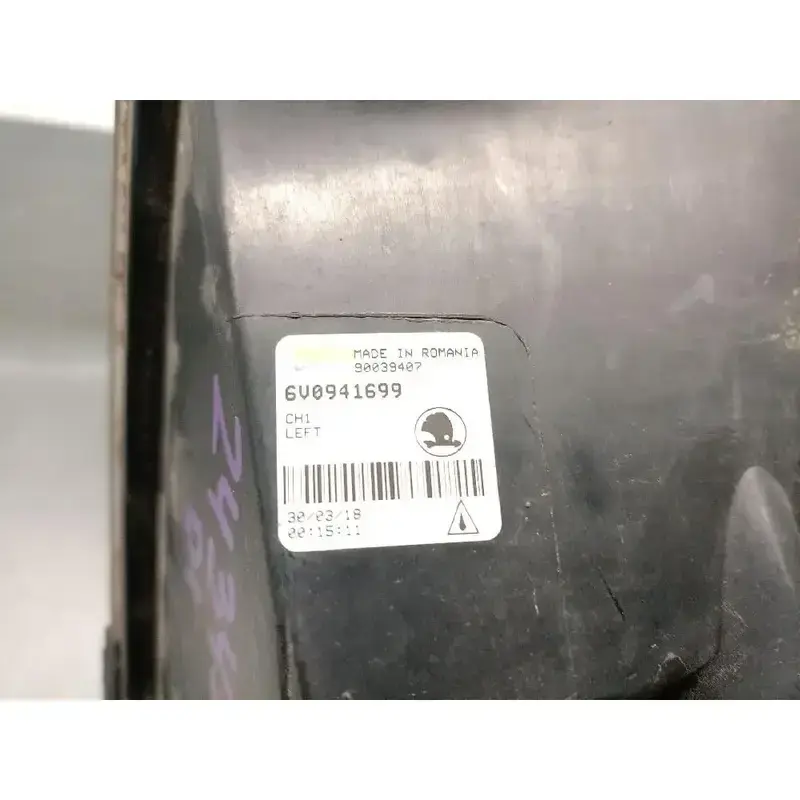 MADE IN ROMANIA
90039407
6V0941699
CH1
LEFT
30/03/18
00:15:11